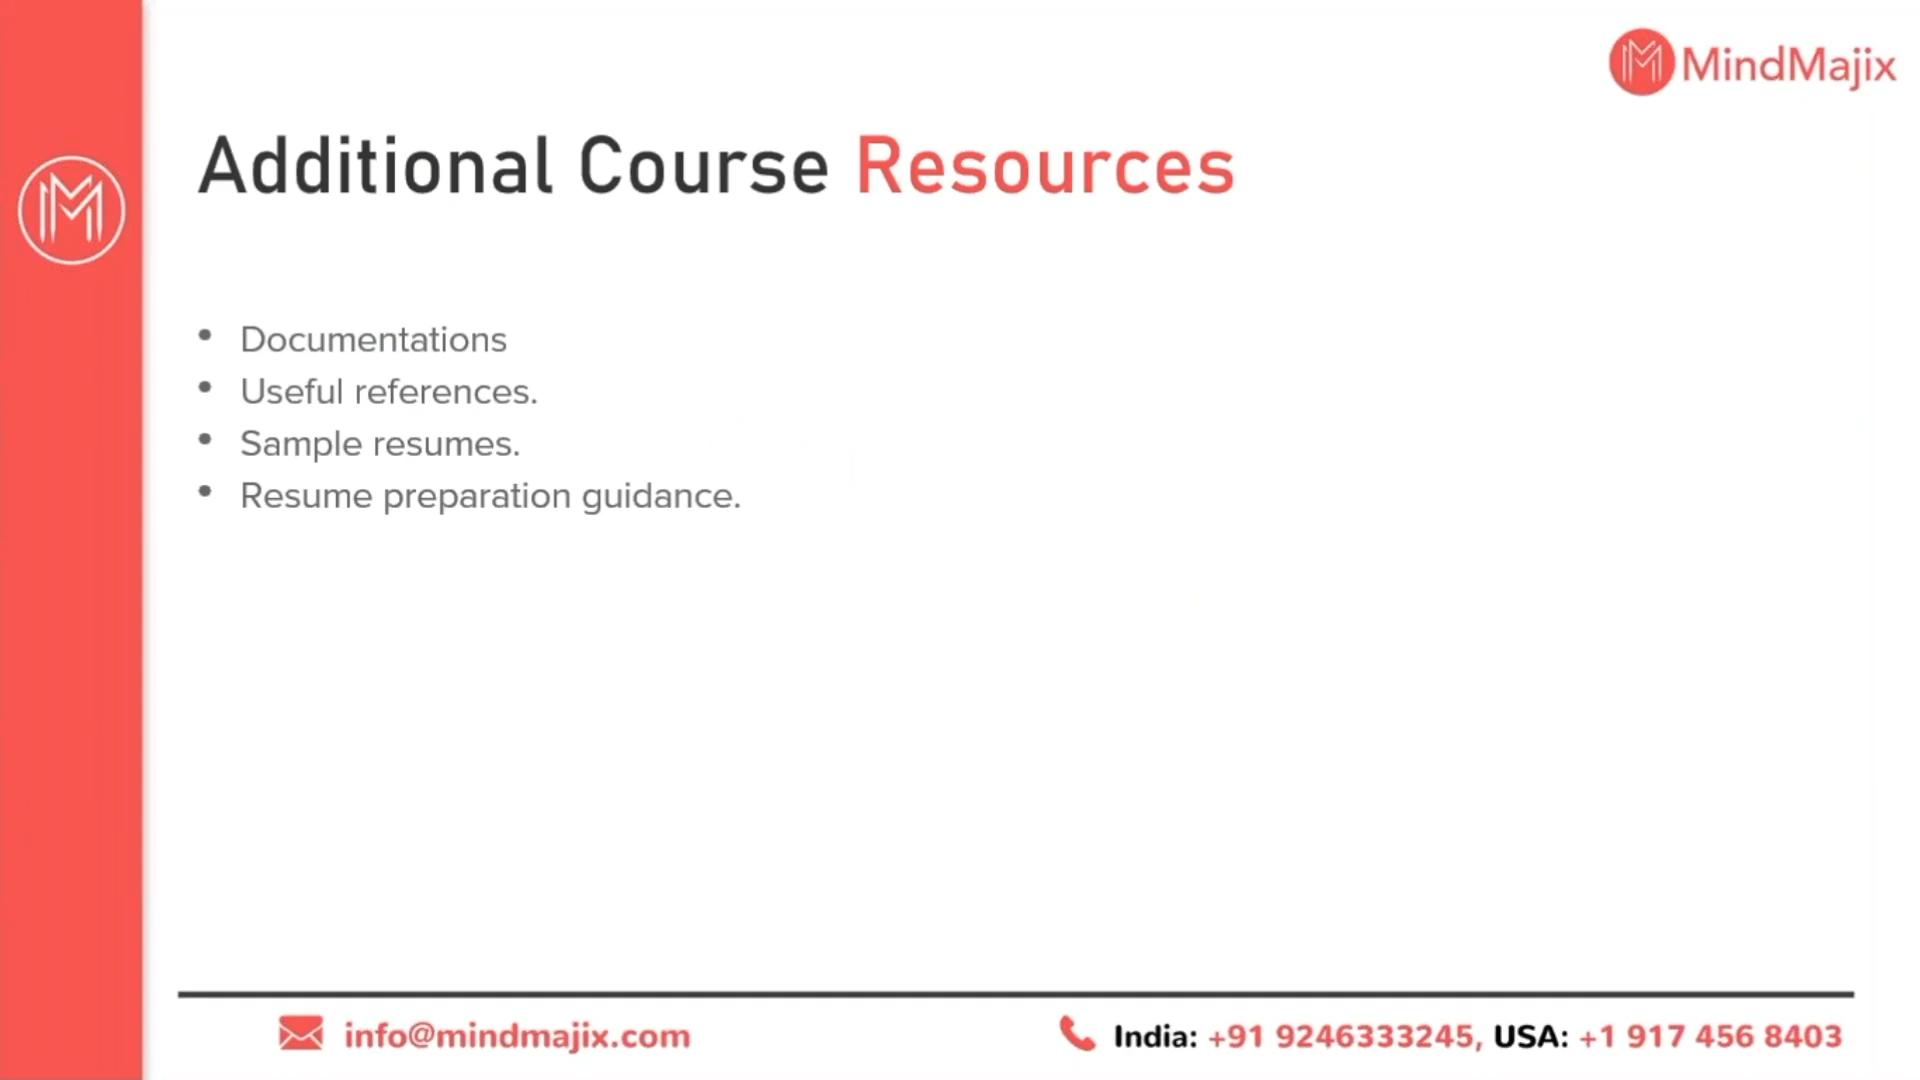 MindMajix
Additional Course Resources
• Documentations
• Useful references.
• Sample resumes.
• Resume preparation guidance.
info@mindmajix.com
India: +91 9246333245, USA: +1 917 456 8403